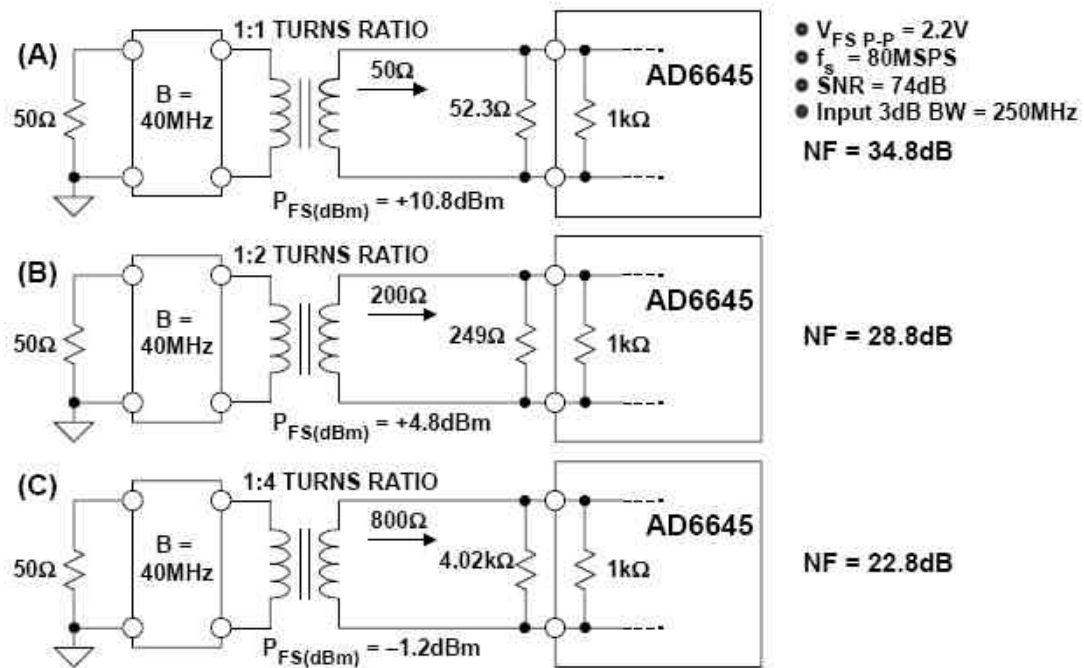 1:1 TURNS RATIO
(A)
50Ω
B =
40MHz
50Ω
52.3Ω
1kΩ
AD6645
P_FS(dBm) = +10.8dBm
● V_FS P-P = 2.2V
● f_s = 80MSPS
● SNR = 74dB
● Input 3dB BW = 250MHz
NF = 34.8dB
1:2 TURNS RATIO
(B)
50Ω
B =
40MHz
200Ω
249Ω
1kΩ
AD6645
P_FS(dBm) = +4.8dBm
NF = 28.8dB
1:4 TURNS RATIO
(C)
50Ω
B =
40MHz
800Ω
4.02kΩ
1kΩ
AD6645
P_FS(dBm) = –1.2dBm
NF = 22.8dB